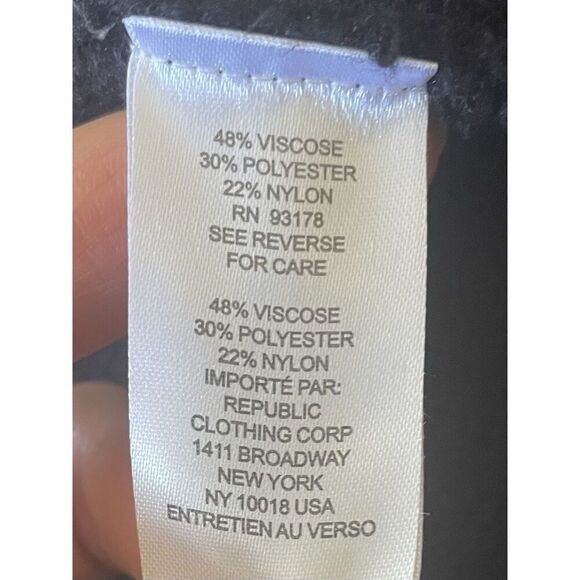 48% VISCOSE
30% POLYESTER
22% NYLON
RN 93178
SEE REVERSE
FOR CARE
48% VISCOSE
30% POLYESTER
22% NYLON
IMPORTÉ PAR:
REPUBLIC
CLOTHING CORP
1411 BROADWAY
NEW YORK
NY 10018 USA
ENTRETIEN AU VERSO